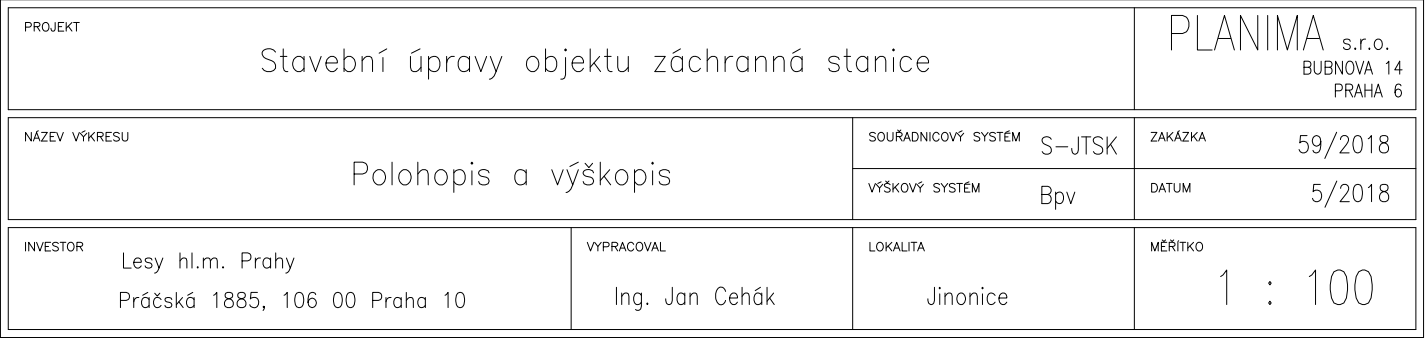 PROJEKT
Stavební úpravy objektu záchranná stanice
PLANIMA s.r.o.
BUBNOVA 14
PRAHA 6
NÁZEV VÝKRESU
Polohopis a výškopis
SOUŘADNICOVÝ SYSTÉM S-JTSK
VÝŠKOVÝ SYSTÉM Bpv
ZAKÁZKA 59/2018
DATUM 5/2018
INVESTOR
Lesy hl.m. Prahy
Práčská 1885, 106 00 Praha 10
VYPRACOVAL
Ing. Jan Cehák
LOKALITA
Jinonice
MĚŘÍTKO
1 : 100